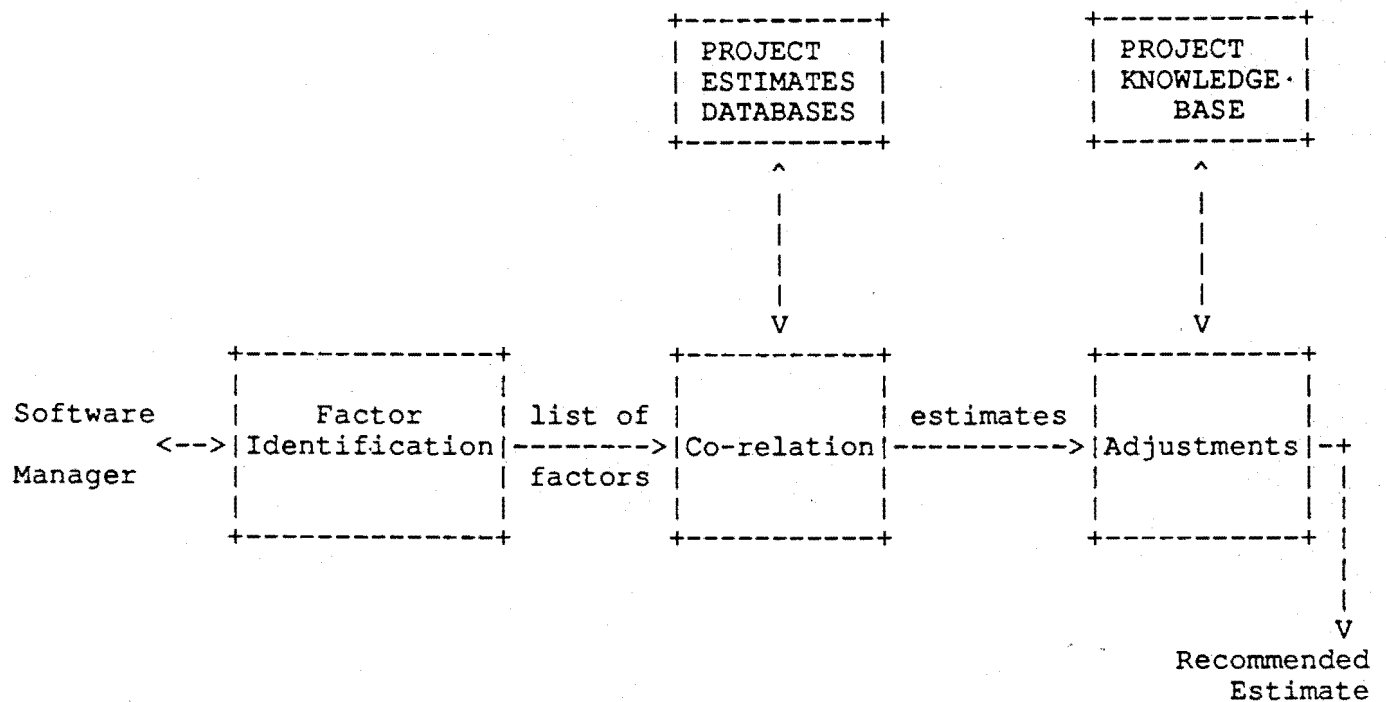 PROJECT
ESTIMATES
DATABASES
PROJECT
KNOWLEDGE
BASE
Software
Manager
Factor
Identification
list of
factors
Co-relation
estimates
Adjustments
Recommended
Estimate